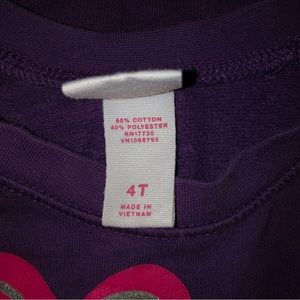 60% COTTON
40% POLYESTER
RN17730
VN1068795
4T
MADE IN
VIETNAM